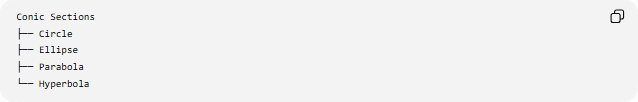 Conic Sections
├── Circle
├── Ellipse
├── Parabola
└── Hyperbola